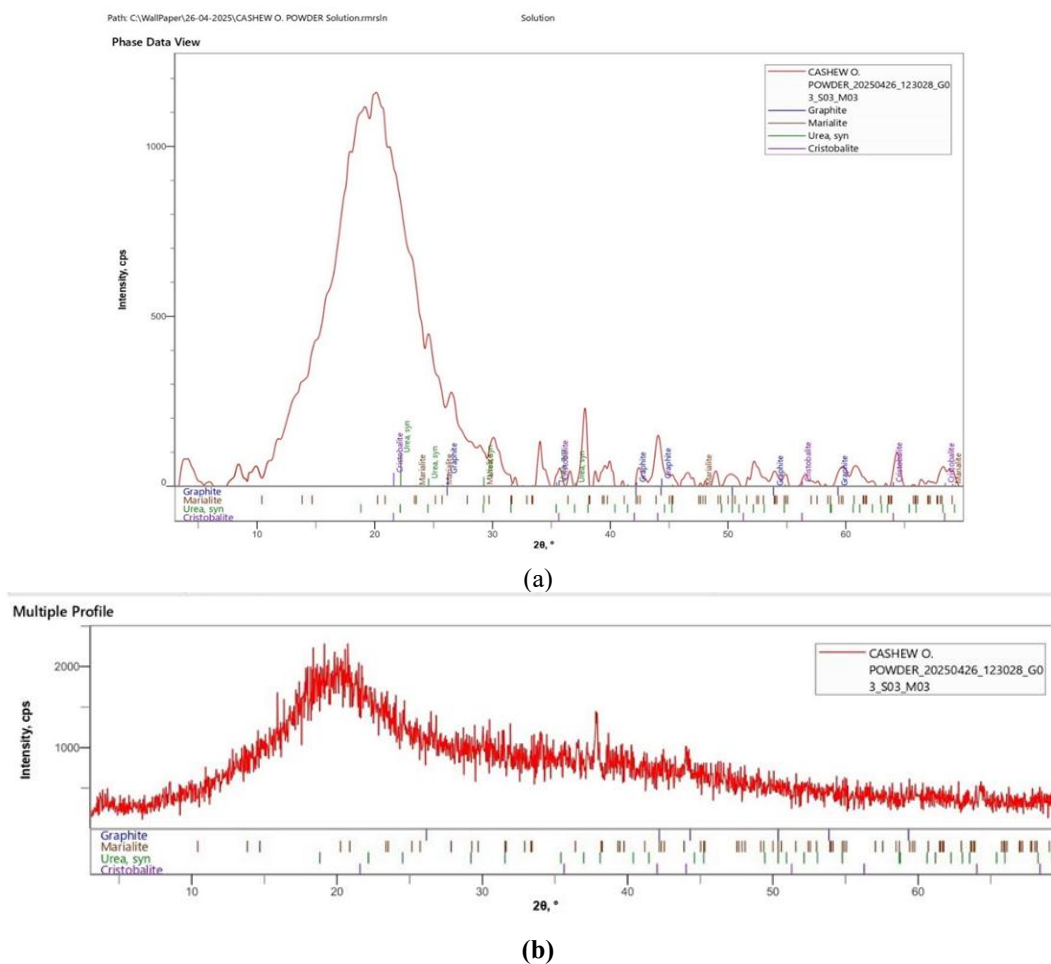 Path: C:\WallPaper\26-04-2025\CASHEW O. POWDER Solution.rmrsln
Solution
Phase Data View
CASHEW O.
POWDER_20250426_123028_G0
3_S03_M03
Graphite
Marialite
Urea, syn
Cristobalite
Intensity, cps
1000
500
0
Cristobalite
Urea, syn
Marialite
Urea, syn
Marialite
Graphite
Cristobalite
Urea, syn
Graphite
Graphite
Marialite
Graphite
Cristobalite
Graphite
Cristobalite
Cristobalite
Marialite
Graphite
Marialite
Urea, syn
Cristobalite
10 20 30 40 50 60
2θ, °
(a)
Multiple Profile
CASHEW O.
POWDER_20250426_123028_G0
3_S03_M03
Intensity, cps
2000
1000
Graphite
Marialite
Urea, syn
Cristobalite
10 20 30 40 50 60
2θ, °
(b)